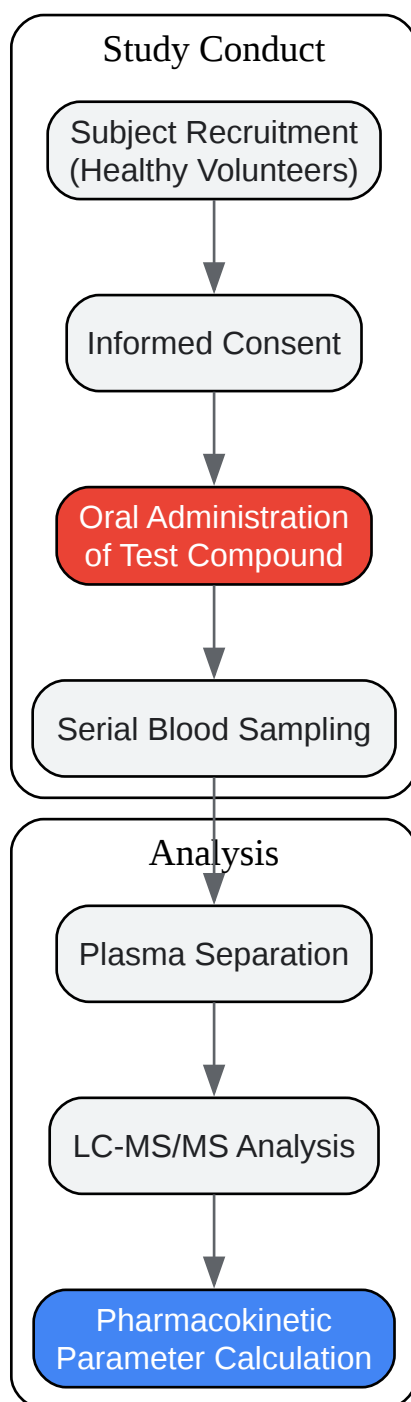 Study Conduct
Subject Recruitment
(Healthy Volunteers)
Informed Consent
Oral Administration
of Test Compound
Serial Blood Sampling
Analysis
Plasma Separation
LC-MS/MS Analysis
Pharmacokinetic
Parameter Calculation